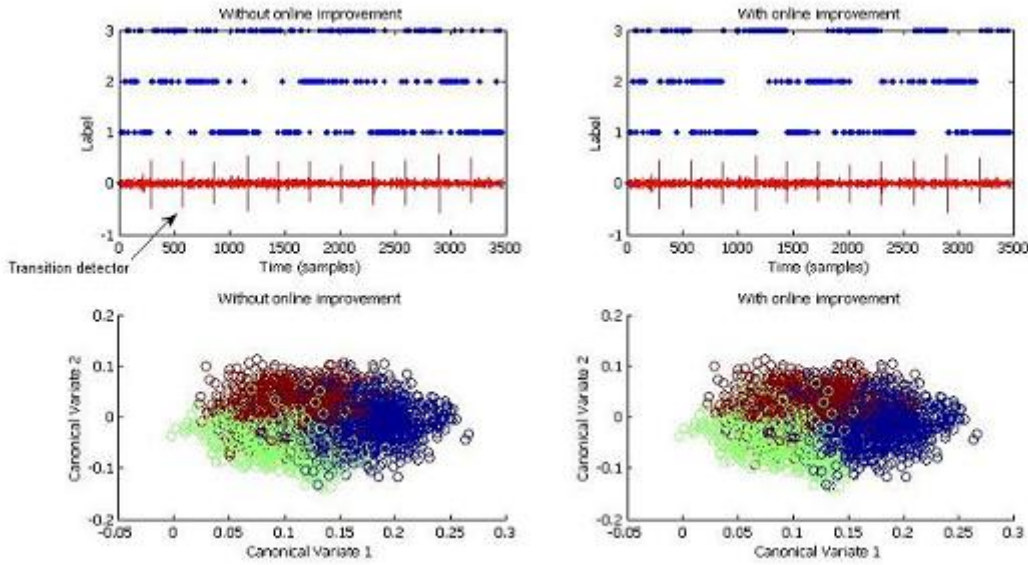 Without online improvement
With online improvement
3
2
1
0
-1
Label
0 500 1000 1500 2000 2500 3000 3500
Time (samples)
3
2
1
0
-1
Label
0 500 1000 1500 2000 2500 3000 3500
Time (samples)
Transition detector
Without online improvement
With online improvement
0.2
0.1
0
-0.1
-0.2
Canonical Variate 2
-0.05 0 0.05 0.1 0.15 0.2 0.25 0.3
Canonical Variate 1
0.2
0.1
0
-0.1
-0.2
Canonical Variate 2
-0.05 0 0.05 0.1 0.15 0.2 0.25 0.3
Canonical Variate 1